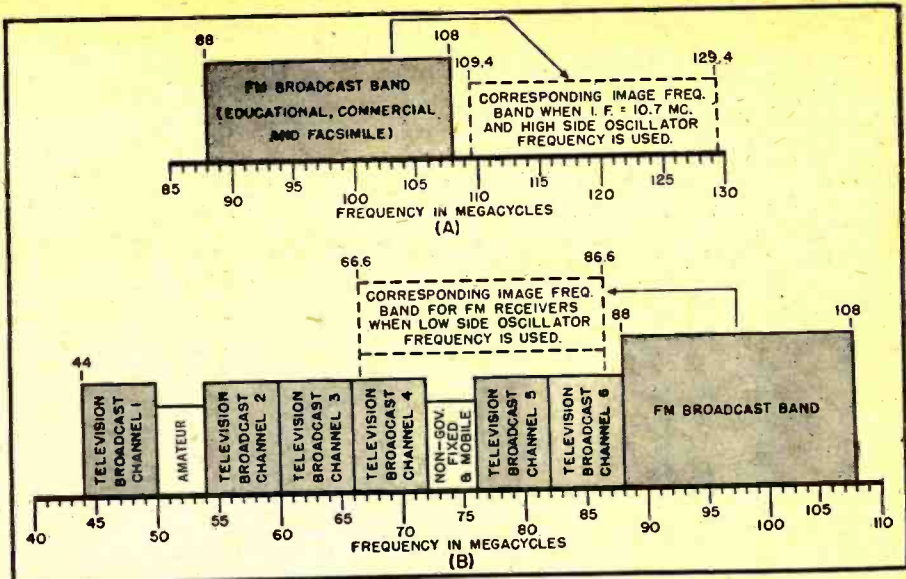 88
108
109.4
129.4
FM BROADCAST BAND
(EDUCATIONAL, COMMERCIAL
AND FACSIMILE)
CORRESPONDING IMAGE FREQ.
BAND WHEN I. F. = 10.7 MC.
AND HIGH SIDE OSCILLATOR
FREQUENCY IS USED.
85 90 95 100 105 110 115 120 125 130
FREQUENCY IN MEGACYCLES
(A)
66.6
86.6
CORRESPONDING IMAGE FREQ.
BAND FOR FM RECEIVERS
WHEN LOW SIDE OSCILLATOR
FREQUENCY IS USED.
88
108
44
TELEVISION
BROADCAST
CHANNEL 1
AMATEUR
TELEVISION
BROADCAST
CHANNEL 2
TELEVISION
BROADCAST
CHANNEL 3
TELEVISION
BROADCAST
CHANNEL 4
NON-GOV.
FIXED
& MOBILE
TELEVISION
BROADCAST
CHANNEL 5
TELEVISION
BROADCAST
CHANNEL 6
FM BROADCAST BAND
40 45 50 55 60 65 70 75 80 85 90 95 100 105 110
FREQUENCY IN MEGACYCLES
(B)